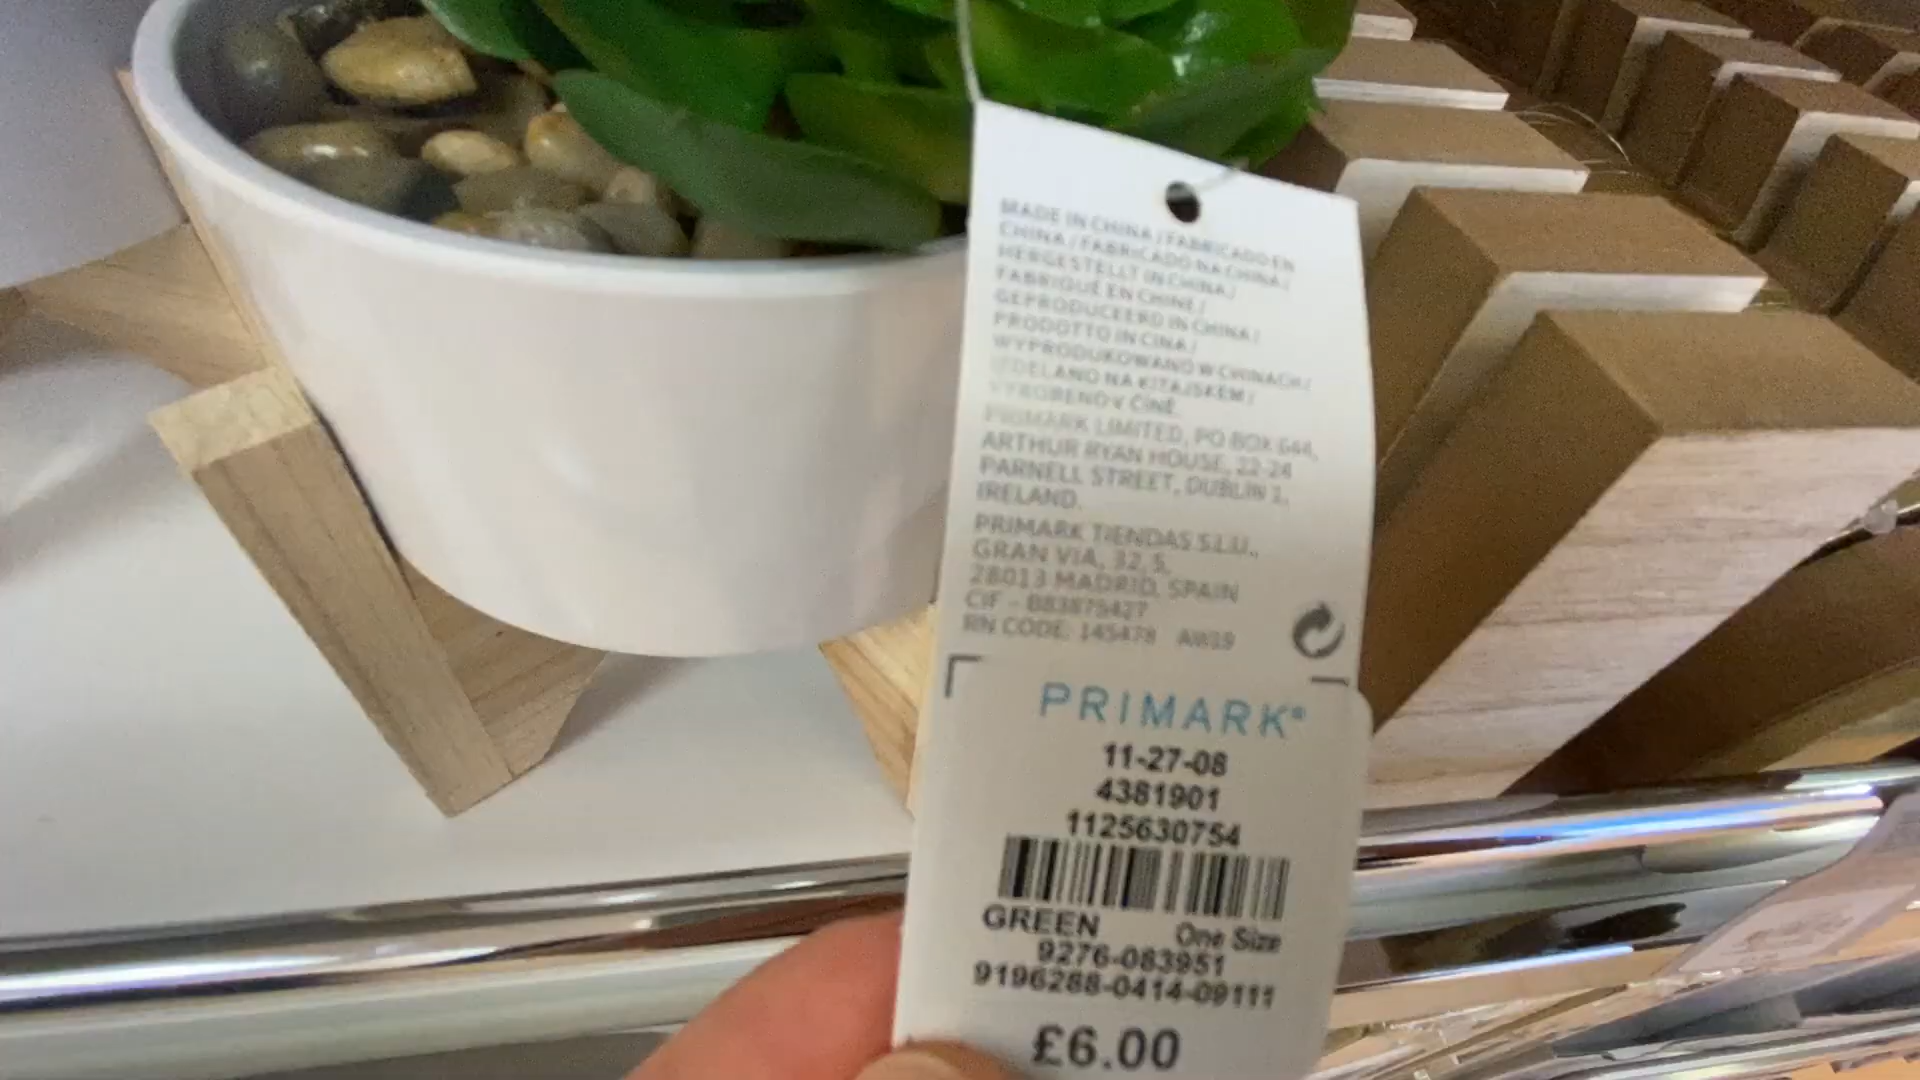 MADE IN CHINA / FABRICADO EN
CHINA / FABRICADO NA CHINA /
HERGESTELLT IN CHINA /
FABRIQUÉ EN CHINE /
GEPRODUCEERD IN CHINA /
PRODOTTO IN CINA /
WYPRODUKOWANO W CHINACH /
IZDELANO NA KITAJSKEM /
VYROBENO V ČÍNĚ.
PRIMARK LIMITED, PO BOX 644,
ARTHUR RYAN HOUSE, 22-24
PARNELL STREET, DUBLIN 1,
IRELAND.
PRIMARK TIENDAS S.L.U.,
GRAN VIA, 32, 5,
28013 MADRID, SPAIN
CIF - B83875427
RN CODE: 145478 AW19
PRIMARK®
11-27-08
4381901
1125630754
GREEN One Size
9276-083951
9196288-0414-09111
£6.00